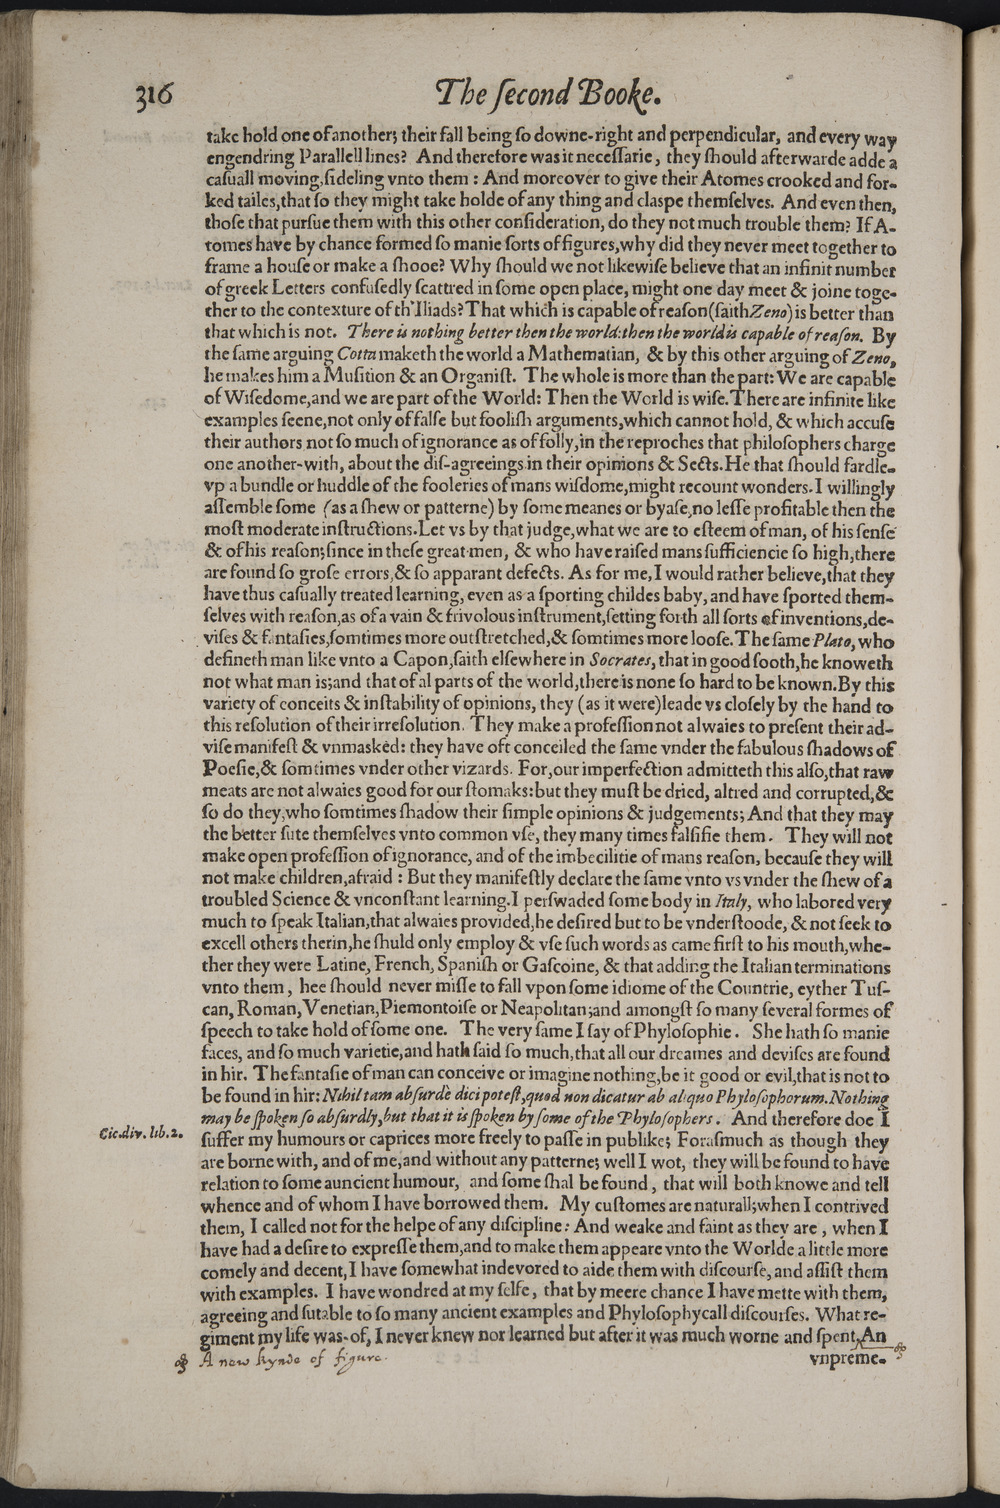 316
The ſecond Booke.
take hold one of another; their fall being ſo downe-right and perpendicular, and every way
engendring Parallell lines? And therefore was it neceſſarie, they ſhould afterwarde adde a
caſuall moving, ſideling vnto them : And moreover to give their Atomes crooked and for-
ked tailes, that ſo they might take holde of any thing and claspe themſelves. And even then,
thoſe that purſue them with this other conſideration, do they not much trouble them? If A-
tomes have by chance formed ſo manie ſorts of figures, why did they never meet together to
frame a houſe or make a ſhooe? Why ſhould we not likewiſe believe that an infinit number
of greek Letters confuſedly ſcattred in ſome open place, might one day meet & joine toge-
ther to the contexture of th'Iliads? That which is capable of reaſon (ſaith Zeno) is better than
that which is not. There is nothing better then the world: then the world is capable of reaſon. By
the ſame arguing Cotta maketh the world a Mathematian, & by this other arguing of Zeno,
he makes him a Muſition & an Organiſt. The whole is more than the part: We are capable
of Wiſedome, and we are part of the World: Then the World is wiſe. There are infinite like
examples ſeene, not only of falſe but fooliſh arguments, which cannot hold, & which accuſe
their authors not ſo much of ignorance as of folly, in the reproches that philoſophers charge
one another-with, about the diſ-agreeings in their opinions & Sects. He that ſhould fardle-
vp a bundle or huddle of the fooleries of mans wiſdome, might recount wonders. I willingly
aſſemble ſome (as a ſhew or patterne) by ſome meanes or byaſe, no leſſe profitable then the
moſt moderate inſtructions. Let vs by that judge, what we are to eſteem of man, of his ſenſe
& of his reaſon; ſince in theſe great men, & who have raiſed mans ſufficiencie ſo high, there
are found ſo groſe errors, & ſo apparant defects. As for me, I would rather believe, that they
have thus caſually treated learning, even as a ſporting childes baby, and have ſported them-
ſelves with reaſon, as of a vain & frivolous inſtrument, ſetting forth all ſorts of inventions, de-
viſes & fantaſies, ſomtimes more outſtretched, & ſomtimes more looſe. The ſame Plato, who
defineth man like vnto a Capon, ſaith elſewhere in Socrates, that in good ſooth, he knoweth
not what man is; and that of al parts of the world, there is none ſo hard to be known. By this
variety of conceits & inſtability of opinions, they (as it were) leade vs cloſely by the hand to
this reſolution of their irreſolution. They make a profeſſion not alwaies to preſent their ad-
viſe manifeſt & vnmasked: they have oft conceiled the ſame vnder the fabulous ſhadows of
Poeſie, & ſomtimes vnder other vizards. For, our imperfection admitteth this alſo, that raw
meats are not alwaies good for our ſtomaks: but they muſt be dried, altred and corrupted, &
ſo do they, who ſomtimes ſhadow their ſimple opinions & judgements; And that they may
the better ſute themſelves vnto common vſe, they many times falſifie them. They will not
make open profeſſion of ignorance, and of the imbecilitie of mans reaſon, becauſe they will
not make children, afraid : But they manifeſtly declare the ſame vnto vs vnder the ſhew of a
troubled Science & vnconſtant learning. I perſwaded ſome body in Italy, who labored very
much to ſpeak Italian, that alwaies provided, he deſired but to be vnderſtoode, & not ſeek to
excell others therin, he ſhuld only employ & vſe ſuch words as came firſt to his mouth, whe-
ther they were Latine, French, Spaniſh or Gaſcoine, & that adding the Italian terminations
vnto them, hee ſhould never miſſe to fall vpon ſome idiome of the Countrie, eyther Tuſ-
can, Roman, Venetian, Piemontoiſe or Neapolitan; and amongſt ſo many ſeveral formes of
ſpeech to take hold of ſome one. The very ſame I ſay of Phyloſophie. She hath ſo manie
faces, and ſo much varietie, and hath ſaid ſo much, that all our dreames and deviſes are found
in hir. The fantaſie of man can conceive or imagine nothing, be it good or evil, that is not to
be found in hir: Nihil tam abſurdè dici poteſt, quod non dicatur ab aliquo Phyloſophorum. Nothing
may be ſpoken ſo abſurdly, but that it is ſpoken by ſome of the Phyloſophers. And therefore doe I
Cic. div. lib. 2.
ſuffer my humours or caprices more freely to paſſe in publike; Foraſmuch as though they
are borne with, and of me, and without any patterne; well I wot, they will be found to have
relation to ſome auncient humour, and ſome ſhal be found, that will both knowe and tell
whence and of whom I have borrowed them. My cuſtomes are naturall; when I contrived
them, I called not for the helpe of any diſcipline: And weake and faint as they are, when I
have had a deſire to expreſſe them, and to make them appeare vnto the Worlde a little more
comely and decent, I have ſomewhat indevored to aide them with diſcourſe, and aſſiſt them
with examples. I have wondred at my ſelfe, that by meere chance I have mette with them,
agreeing and ſutable to ſo many ancient examples and Phyloſophycall diſcourſes. What re-
giment my life was-of, I never knew nor learned but after it was much worne and ſpent. An
A new kynde of figure.
vnpreme-